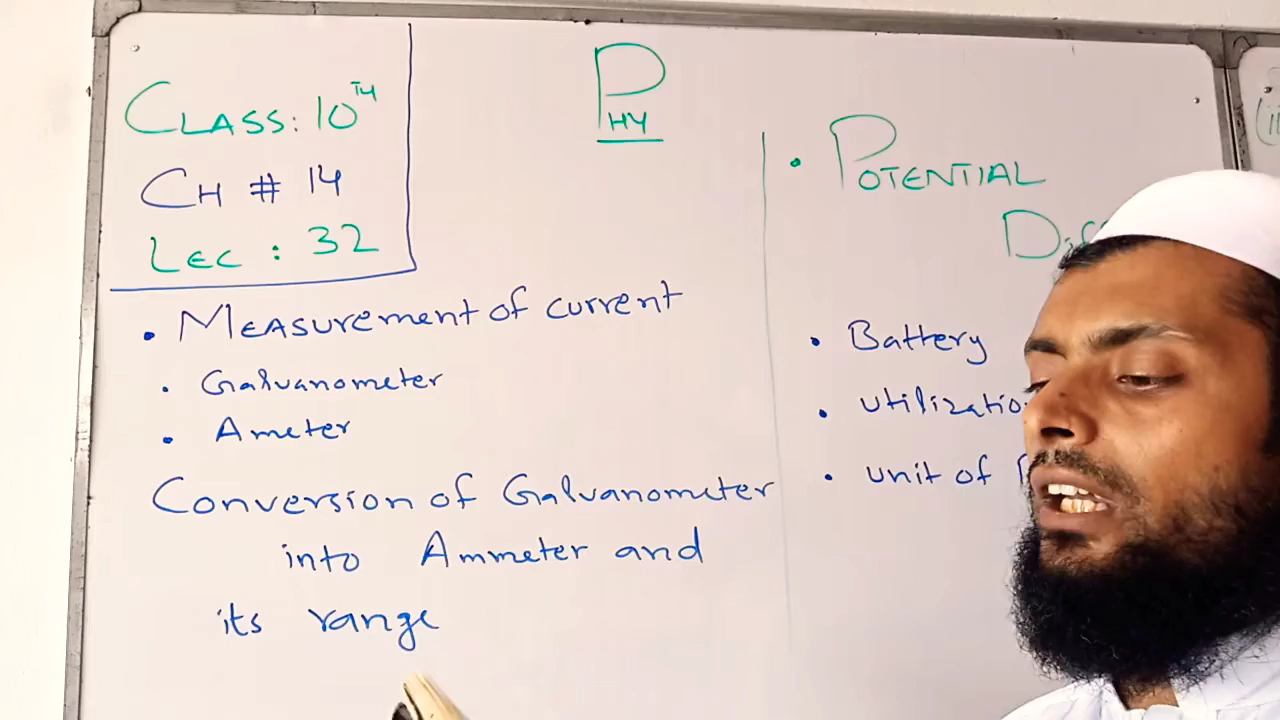 CLASS: 10TH
CH # 14
LEC : 32
PHY
• MEASUREMENT of current
• Galvanometer
• Ameter
Conversion of Galvanometer
into Ammeter and
its range
• POTENTIAL
• Battery
• utilization
• unit of